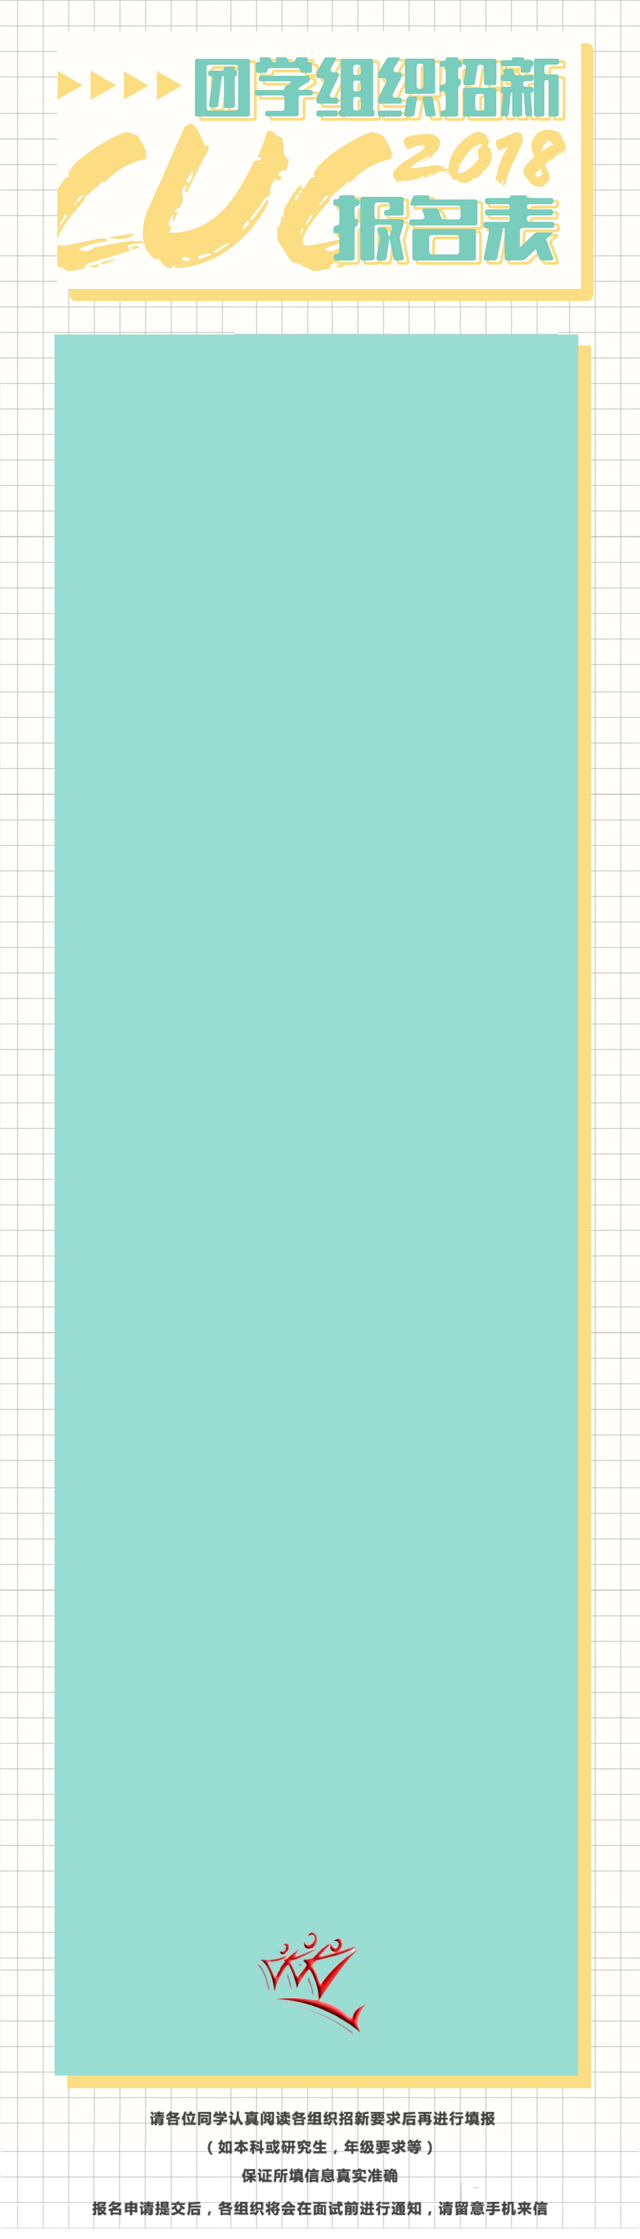 团学组织招新
CUC 2018
报名表
请各位同学认真阅读各组织招新要求后再进行填报
（如本科或研究生，年级要求等）
保证所填信息真实准确
报名申请提交后，各组织将会在面试前进行通知，请留意手机来信